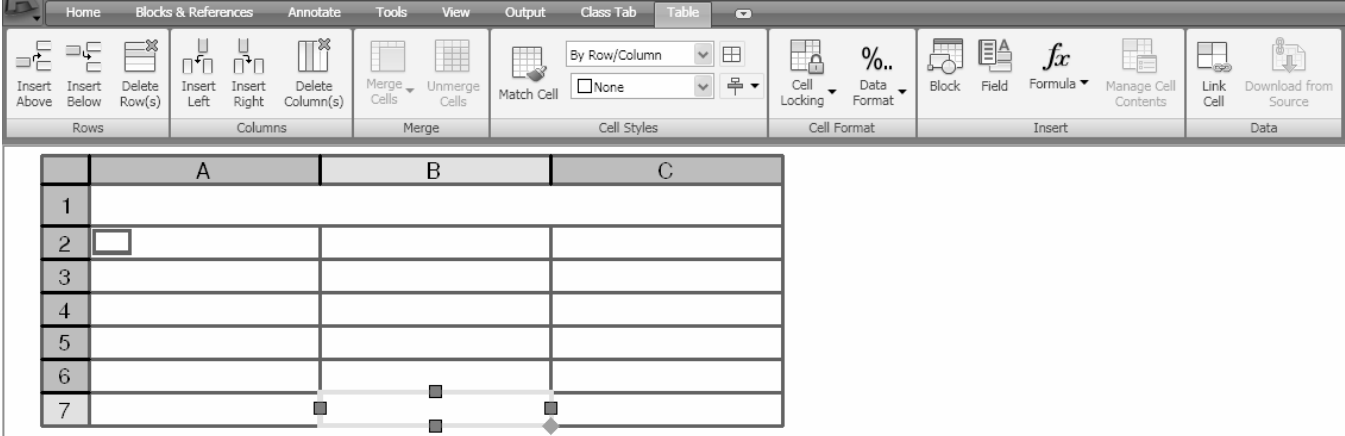 Home Blocks & References Annotate Tools View Output Class Tab Table
By Row/Column
None
Insert Above
Insert Below
Delete Row(s)
Insert Left
Insert Right
Delete Column(s)
Merge Cells
Unmerge Cells
Match Cell
Cell Locking
%..
Data Format
Block
A
Field
fx
Formula
Manage Cell Contents
Link Cell
Download from Source
Rows Columns Merge Cell Styles Cell Format Insert Data
A B C
1
2
3
4
5
6
7